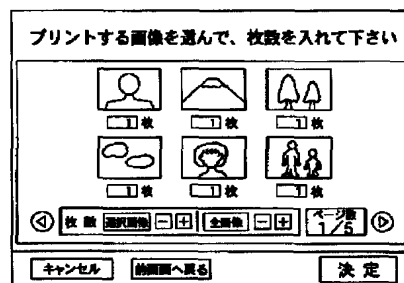 プリントする画像を選んで、枚数を入れて下さい
1 枚 1 枚 1 枚
1 枚 1 枚 1 枚
枚数 選択画像 － ＋ 全画像 － ＋ ページ数 1/5
キャンセル 前画面へ戻る 決定